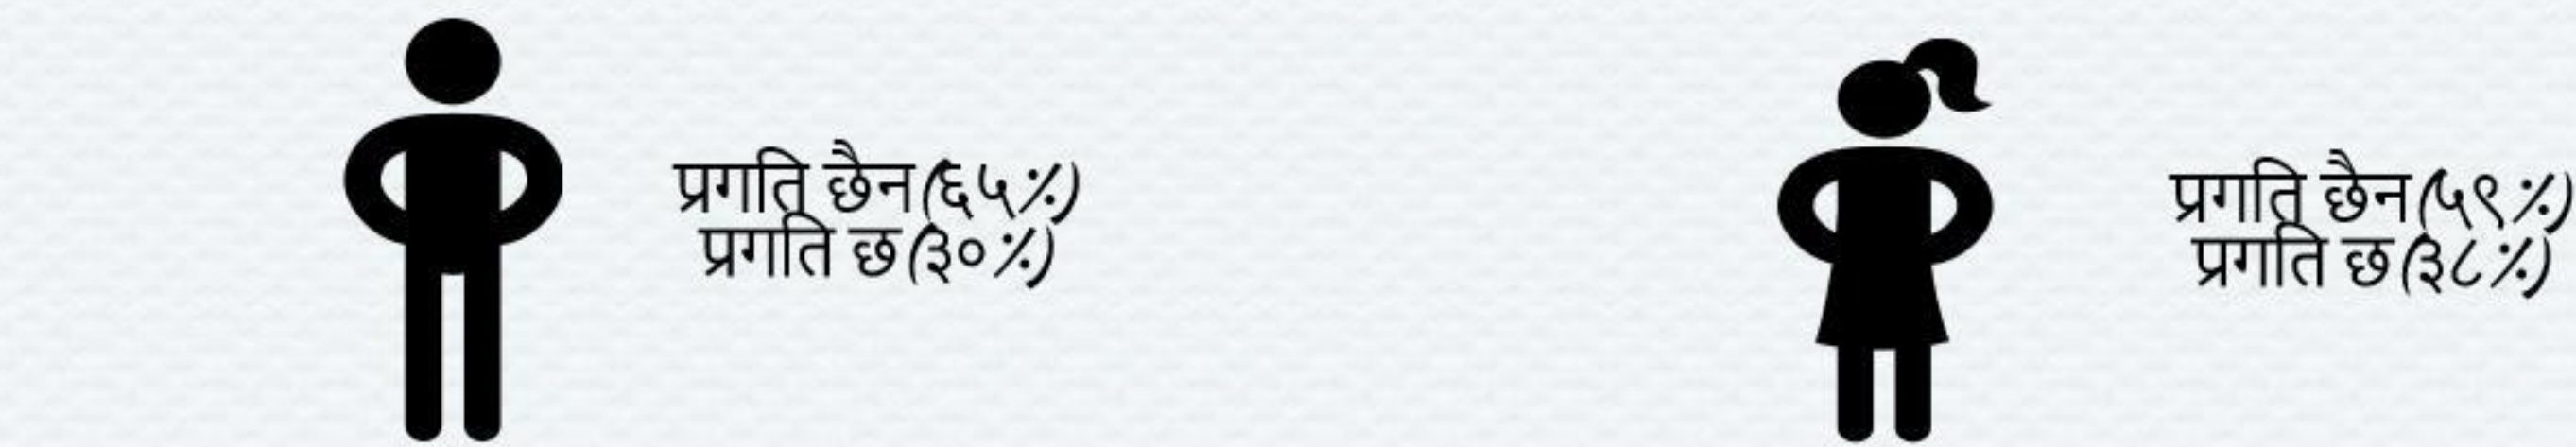 प्रगति छैन (६५%)
प्रगति छ (३०%)
प्रगति छैन (५९%)
प्रगति छ (३८%)